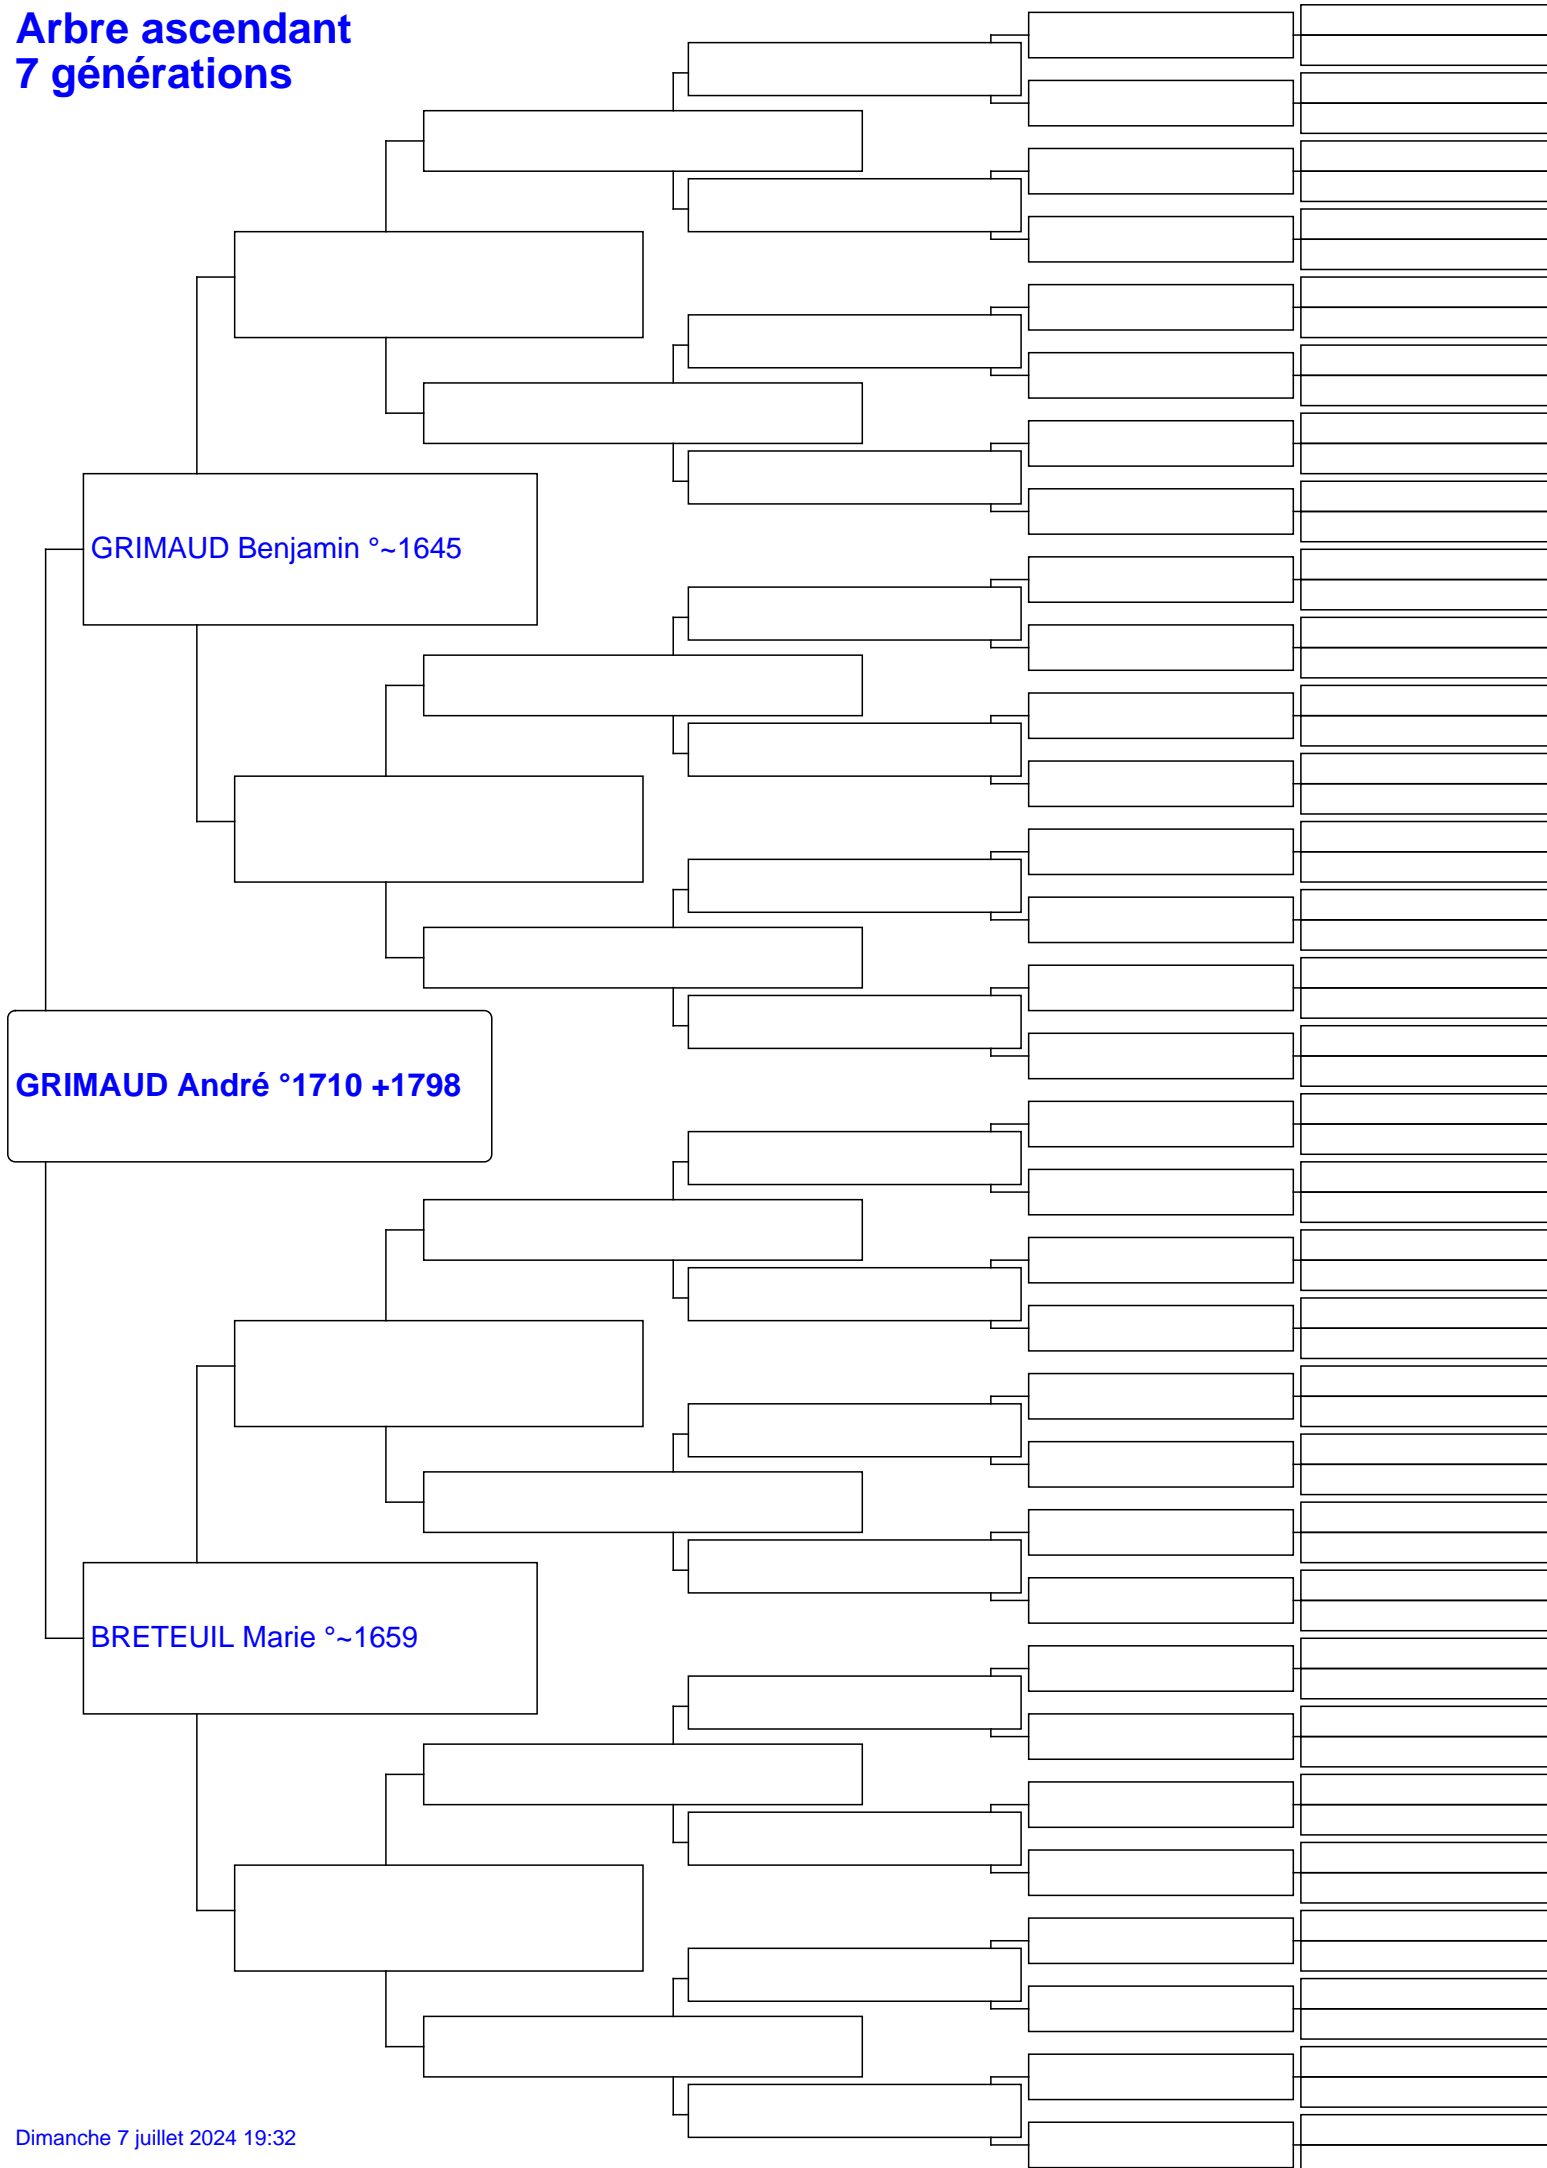 Arbre ascendant
7 générations
GRIMAUD Benjamin °~1645
GRIMAUD André °1710 +1798
BRETEUIL Marie °~1659
Dimanche 7 juillet 2024 19:32